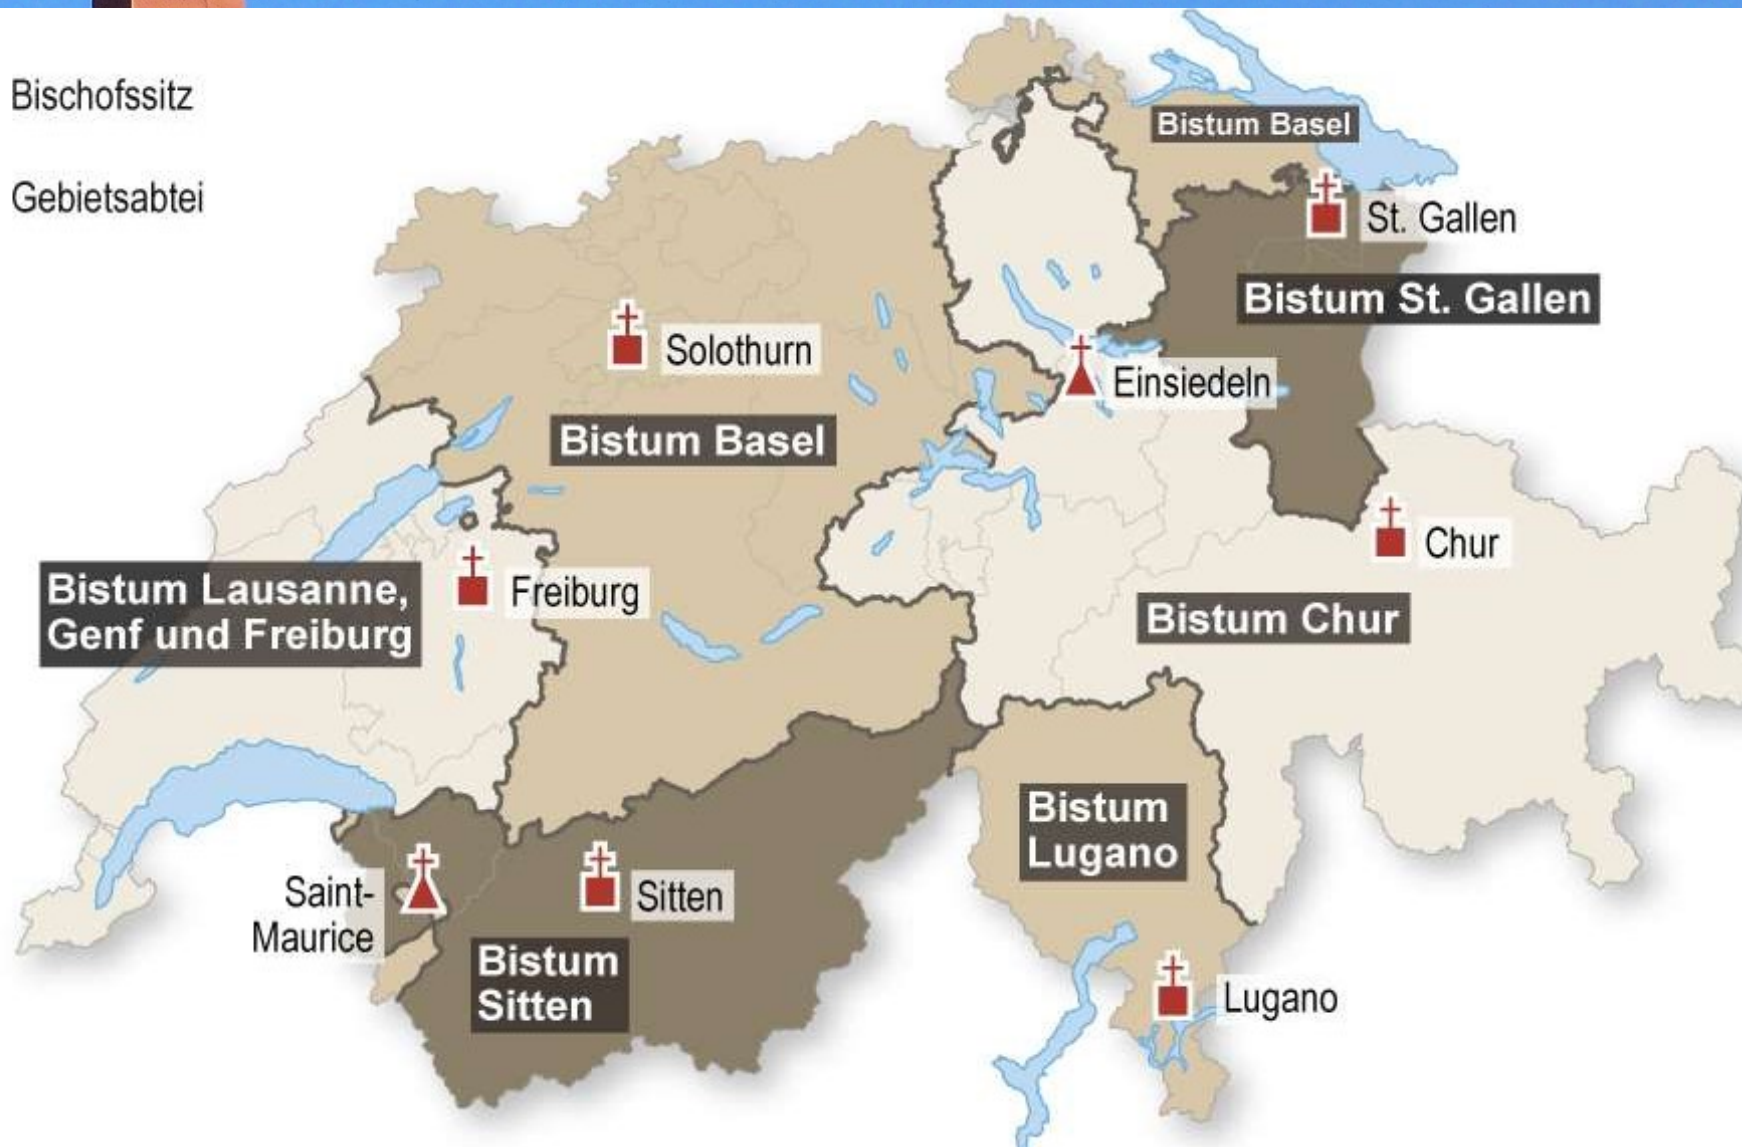 Bischofssitz
Gebietsabtei
Bistum Basel
St. Gallen
Bistum St. Gallen
Solothurn
Einsiedeln
Bistum Basel
Chur
Bistum Lausanne,
Genf und Freiburg
Freiburg
Bistum Chur
Bistum
Lugano
Saint-
Maurice
Sitten
Bistum
Sitten
Lugano